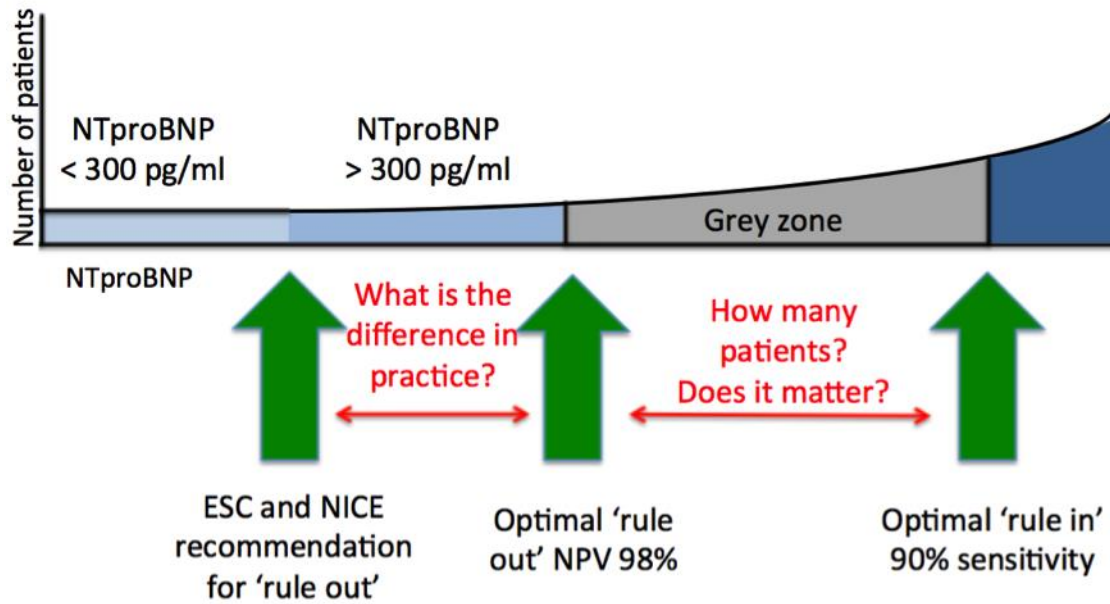 Number of patients
NTproBNP
< 300 pg/ml
NTproBNP
> 300 pg/ml
Grey zone
NTproBNP
What is the
difference in
practice?
How many
patients?
Does it matter?
ESC and NICE
recommendation
for ‘rule out’
Optimal ‘rule
out’ NPV 98%
Optimal ‘rule in’
90% sensitivity